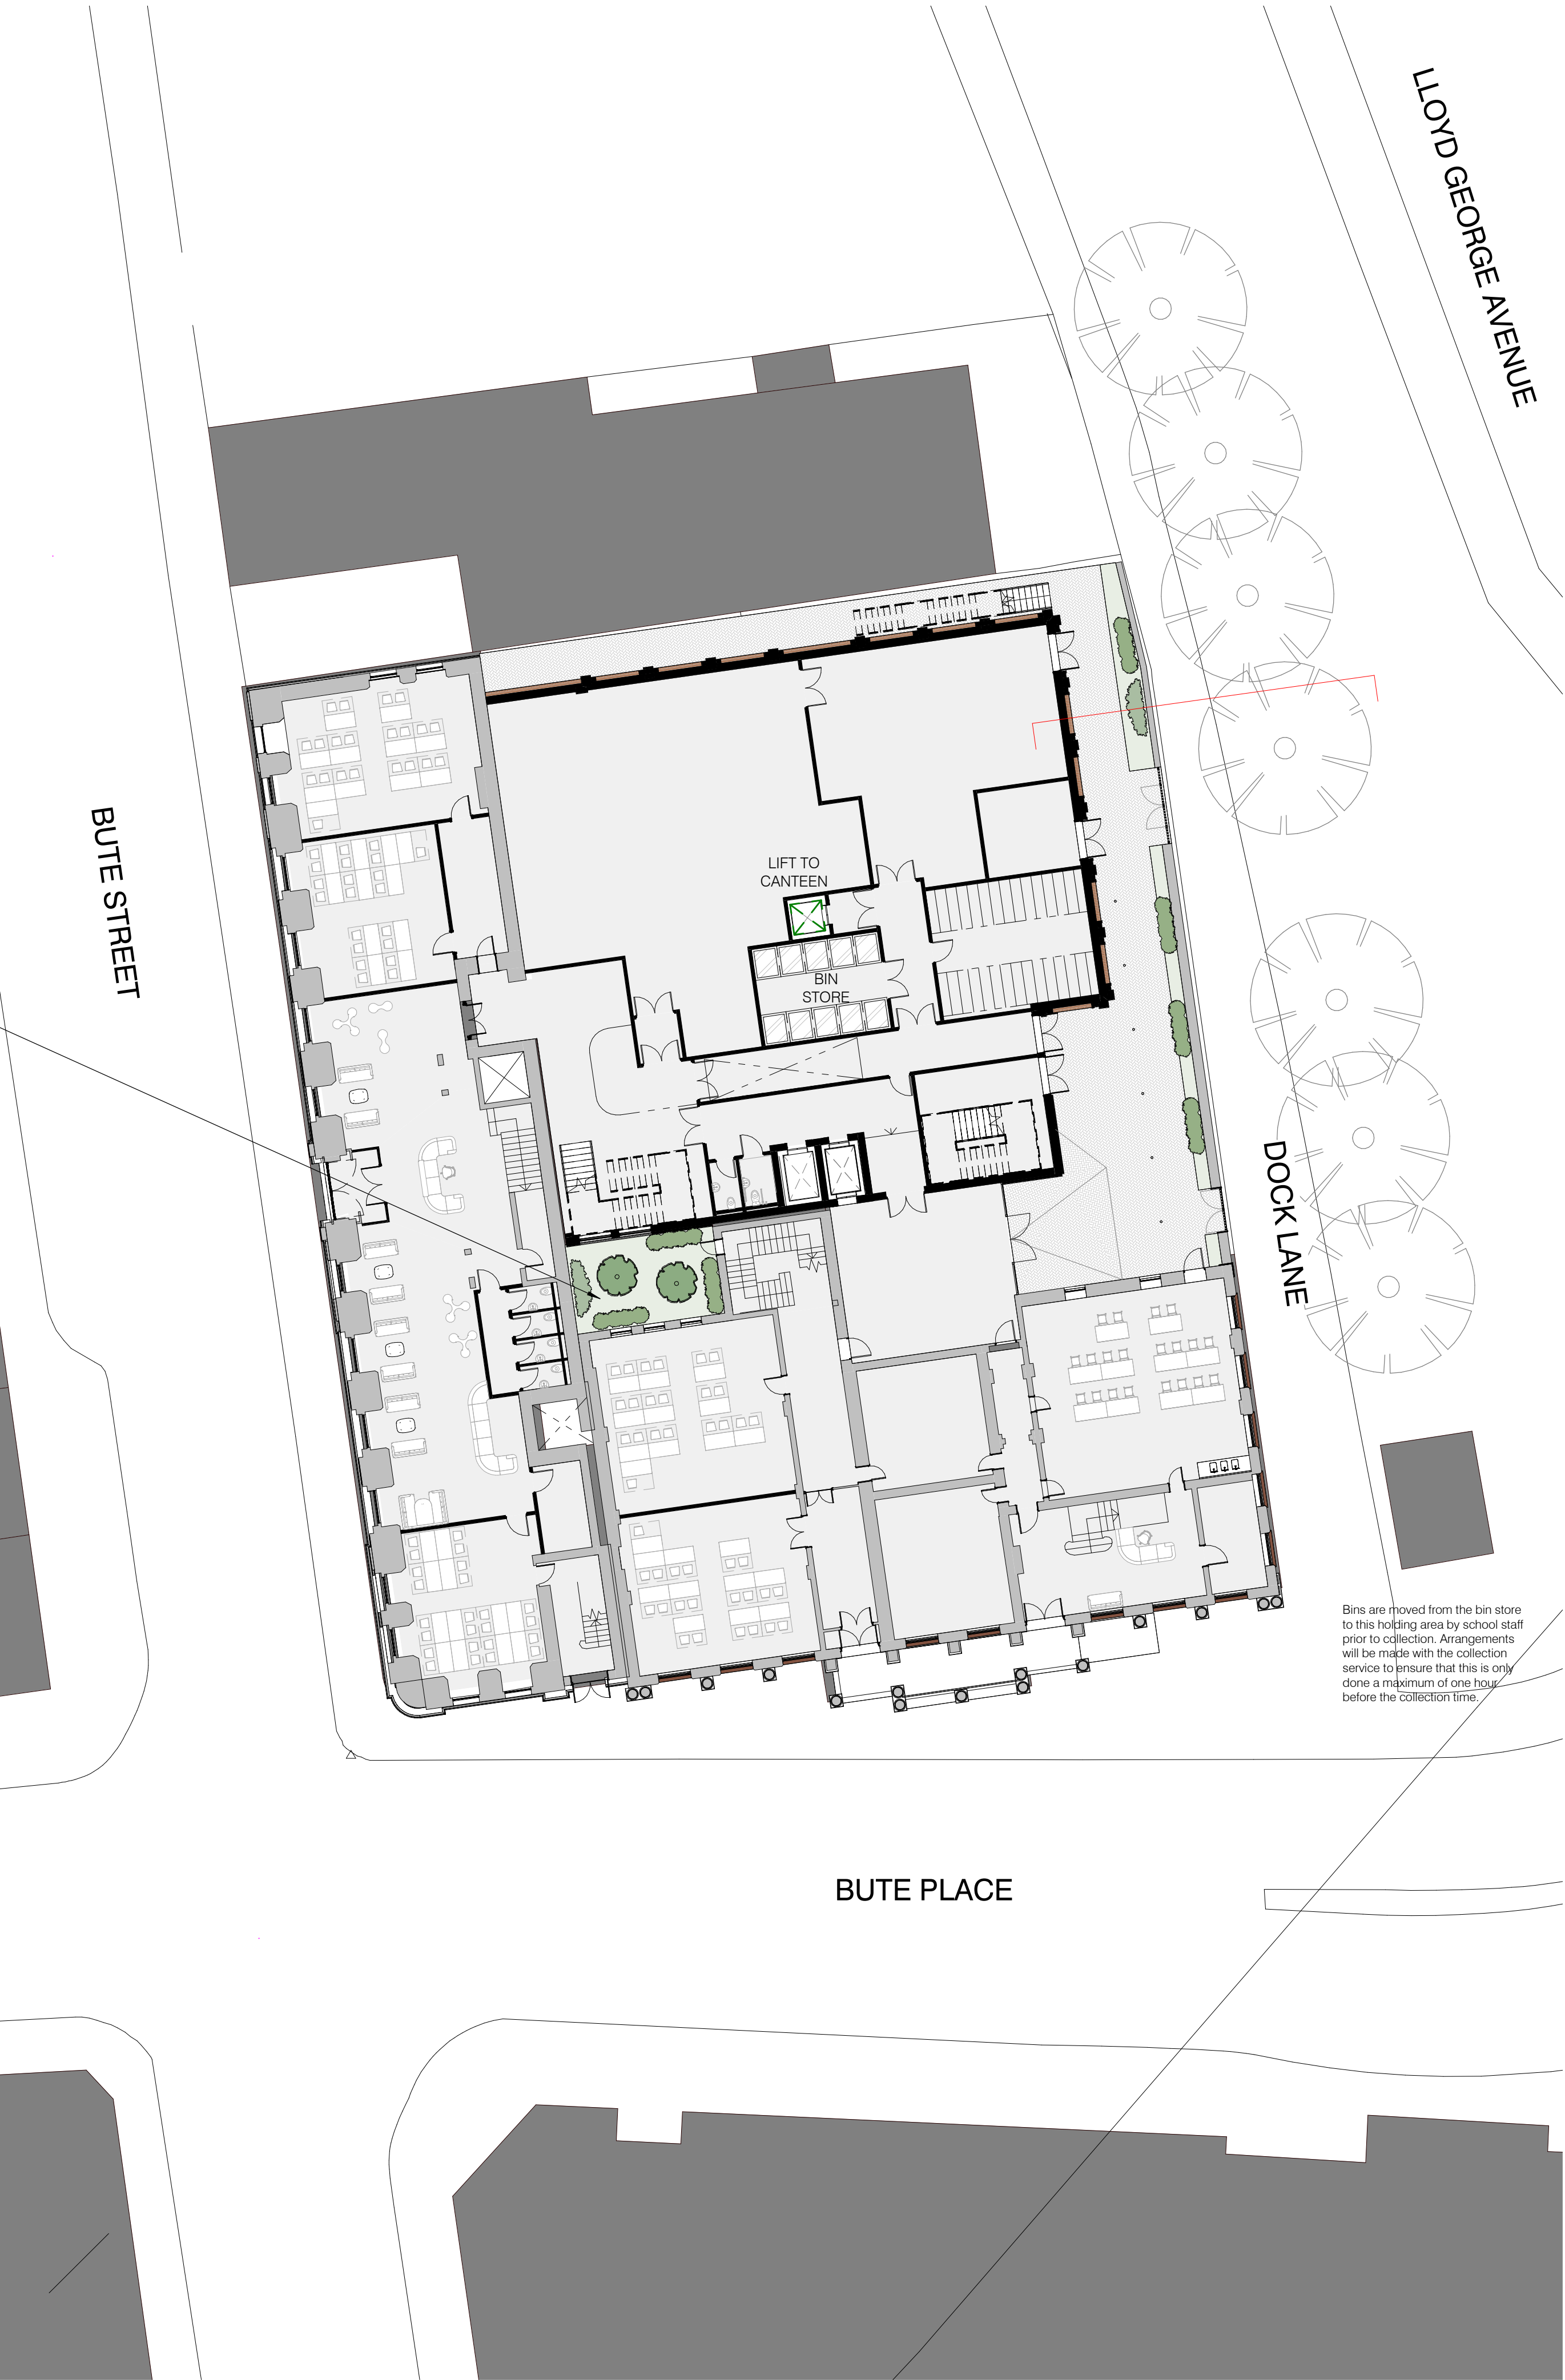 LLOYD GEORGE AVENUE
BUTE STREET
LIFT TO
CANTEEN
BIN
STORE
DOCK LANE
Bins are moved from the bin store
to this holding area by school staff
prior to collection. Arrangements
will be made with the collection
service to ensure that this is only
done a maximum of one hour
before the collection time.
BUTE PLACE